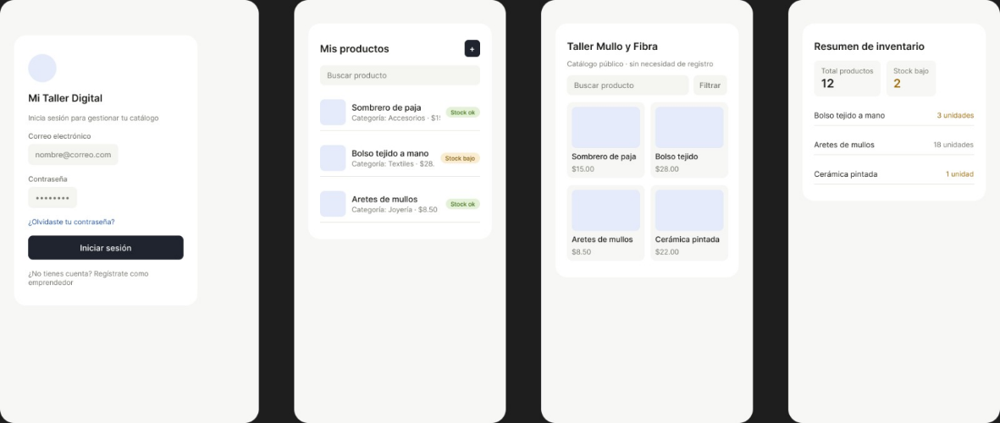 Mi Taller Digital
Inicia sesión para gestionar tu catálogo
Correo electrónico
nombre@correo.com
Contraseña
••••••••
¿Olvidaste tu contraseña?
Iniciar sesión
¿No tienes cuenta? Regístrate como
emprendedor
Mis productos
+
Buscar producto
Sombrero de paja
Categoría: Accesorios · $1
Stock ok
Bolso tejido a mano
Categoría: Textiles · $28.
Stock bajo
Aretes de mullos
Categoría: Joyería · $8.50
Stock ok
Taller Mullo y Fibra
Catálogo público · sin necesidad de registro
Buscar producto
Filtrar
Sombrero de paja
$15.00
Bolso tejido
$28.00
Aretes de mullos
$8.50
Cerámica pintada
$22.00
Resumen de inventario
Total productos
12
Stock bajo
2
Bolso tejido a mano
3 unidades
Aretes de mullos
18 unidades
Cerámica pintada
1 unidad